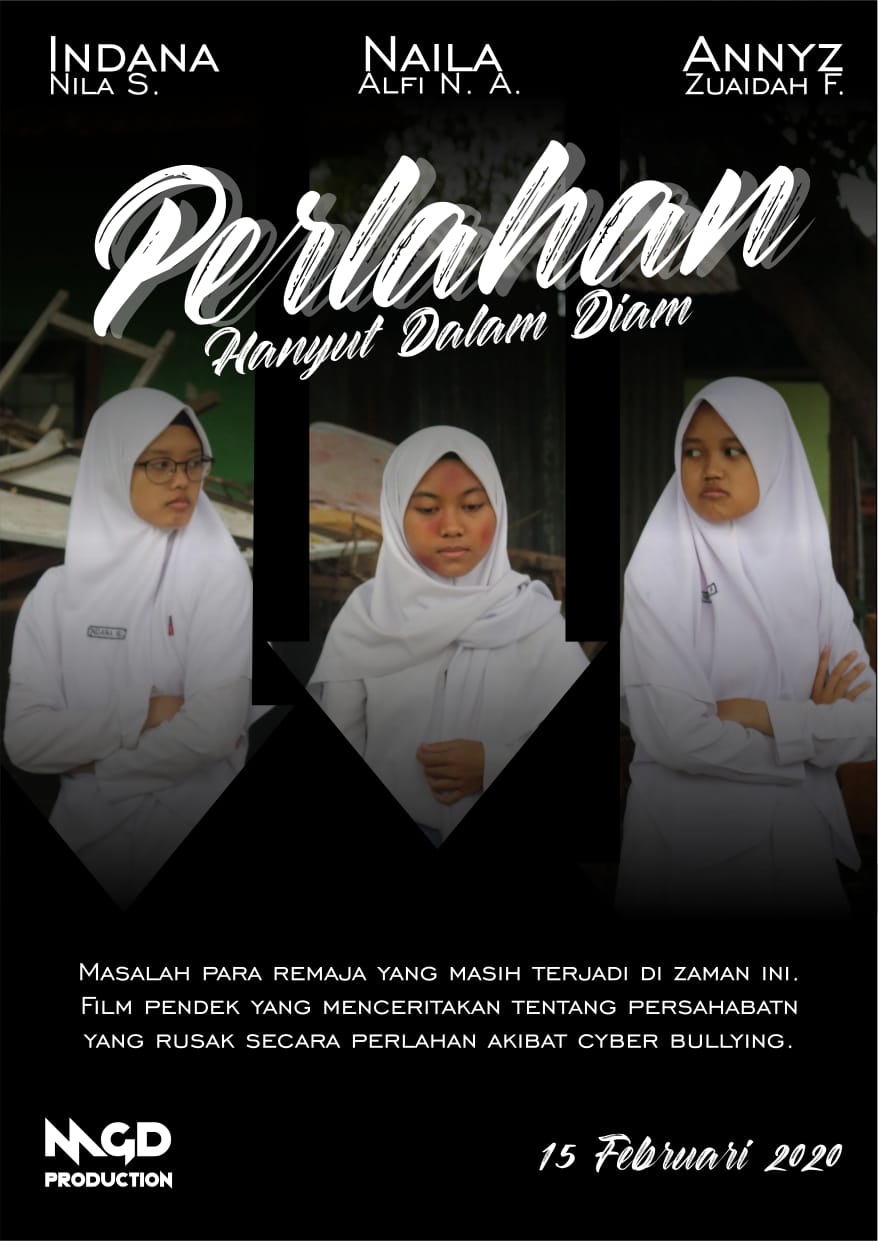 Indana
Nila S.
Naila
Alfi N. A.
Annyz
Zuaidah F.
Perlahan
Hanyut Dalam Diam
INDANA N.
Masalah para remaja yang masih terjadi di zaman ini.
Film pendek yang menceritakan tentang persahabatn
yang rusak secara perlahan akibat cyber bullying.
MGD
PRODUCTION
15 Februari 2020